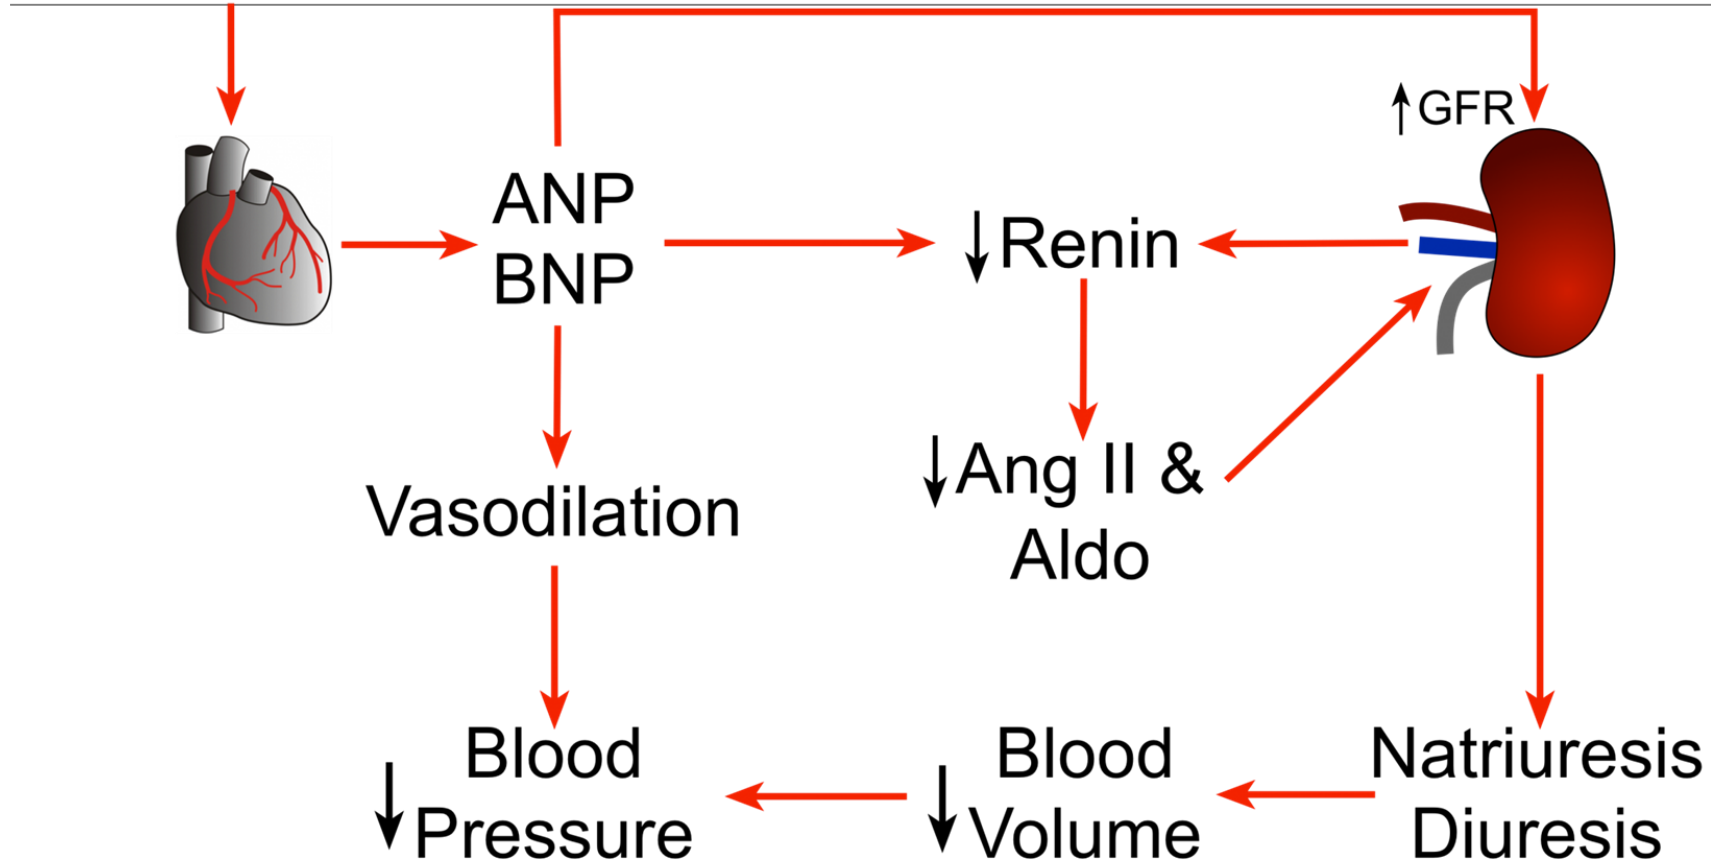 ↑GFR
ANP
BNP
↓Renin
↓Ang II &
Aldo
Vasodilation
Blood
↓Pressure
Blood
↓Volume
Natriuresis
Diuresis